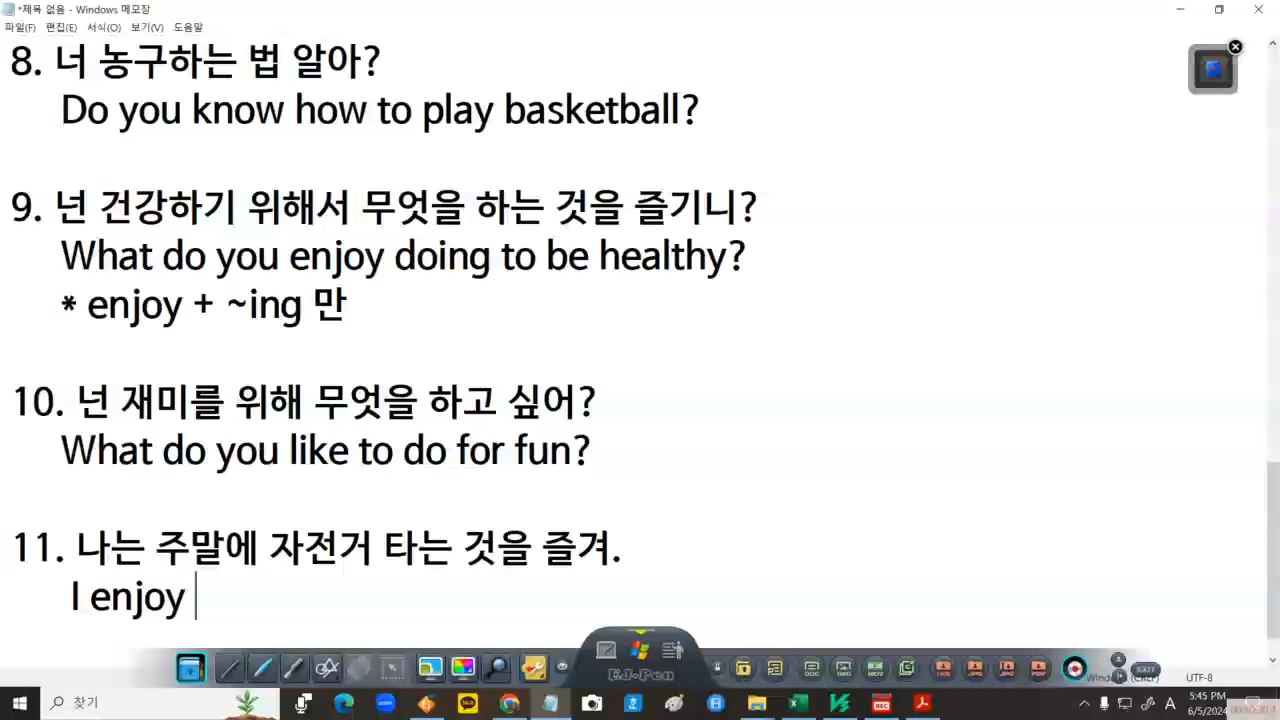 *제목 없음 - Windows 메모장
파일(F) 편집(E) 서식(O) 보기(V) 도움말
8. 너 농구하는 법 알아?
Do you know how to play basketball?
9. 넌 건강하기 위해서 무엇을 하는 것을 즐기니?
What do you enjoy doing to be healthy?
* enjoy + ~ing 만
10. 넌 재미를 위해 무엇을 하고 싶어?
What do you like to do for fun?
11. 나는 주말에 자전거 타는 것을 즐겨.
I enjoy
Ed-Pen
EXIT
UTF-8
찾기
A
5:45 PM
6/5/2024